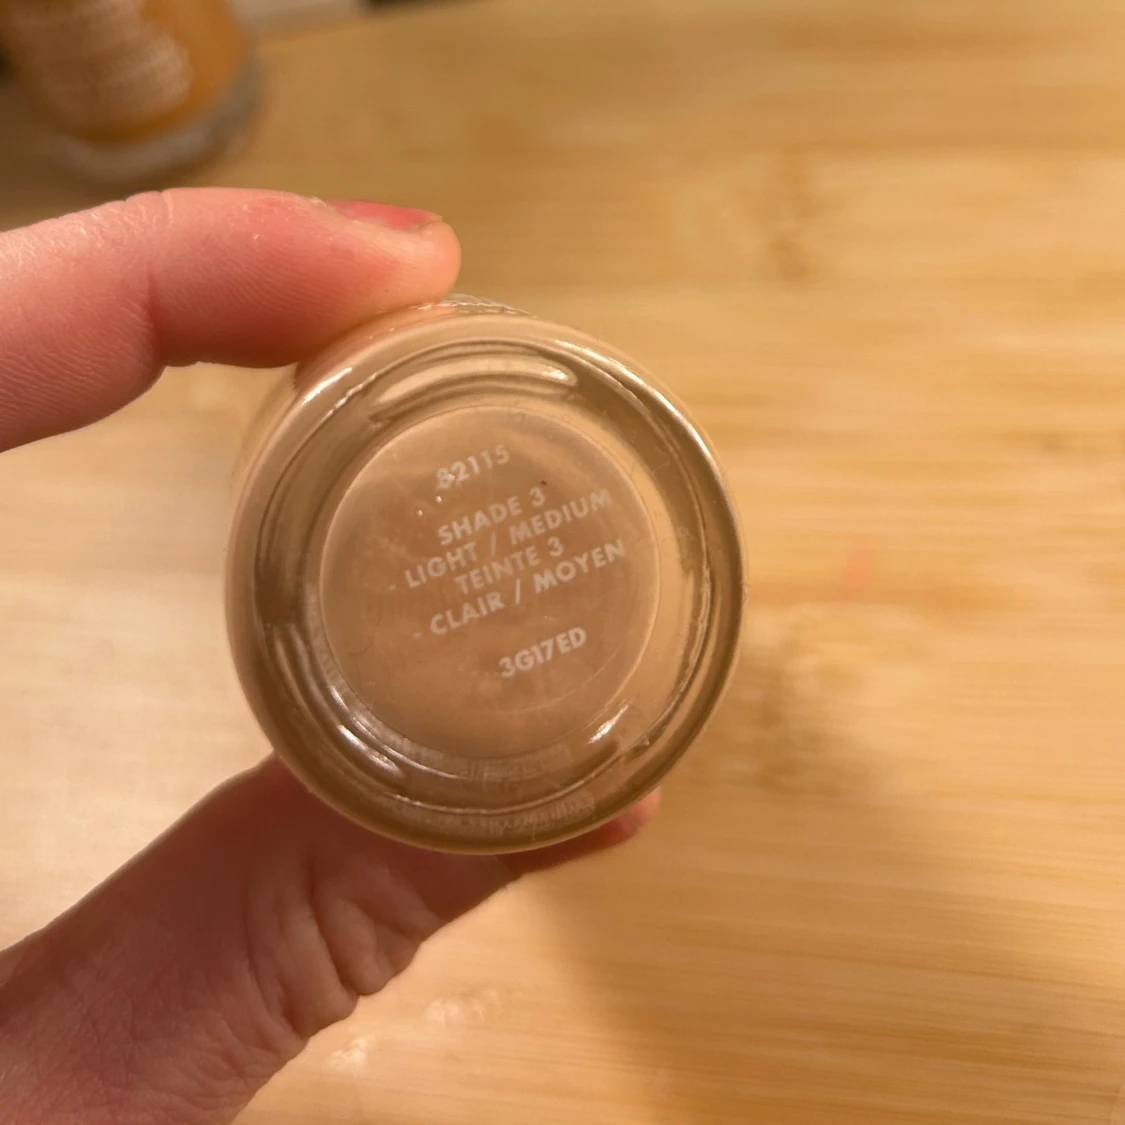 82115
SHADE 3
LIGHT / MEDIUM
TEINTE 3
CLAIR / MOYEN
3G17ED